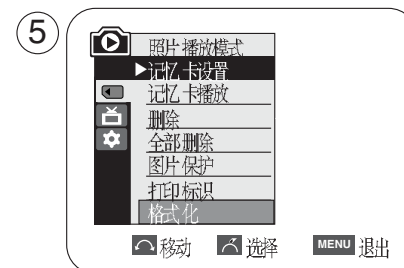 5
照片播放模式
记忆卡设置
记忆卡播放
删除
全部删除
图片保护
打印标识
格式化
移动 选择 MENU 退出